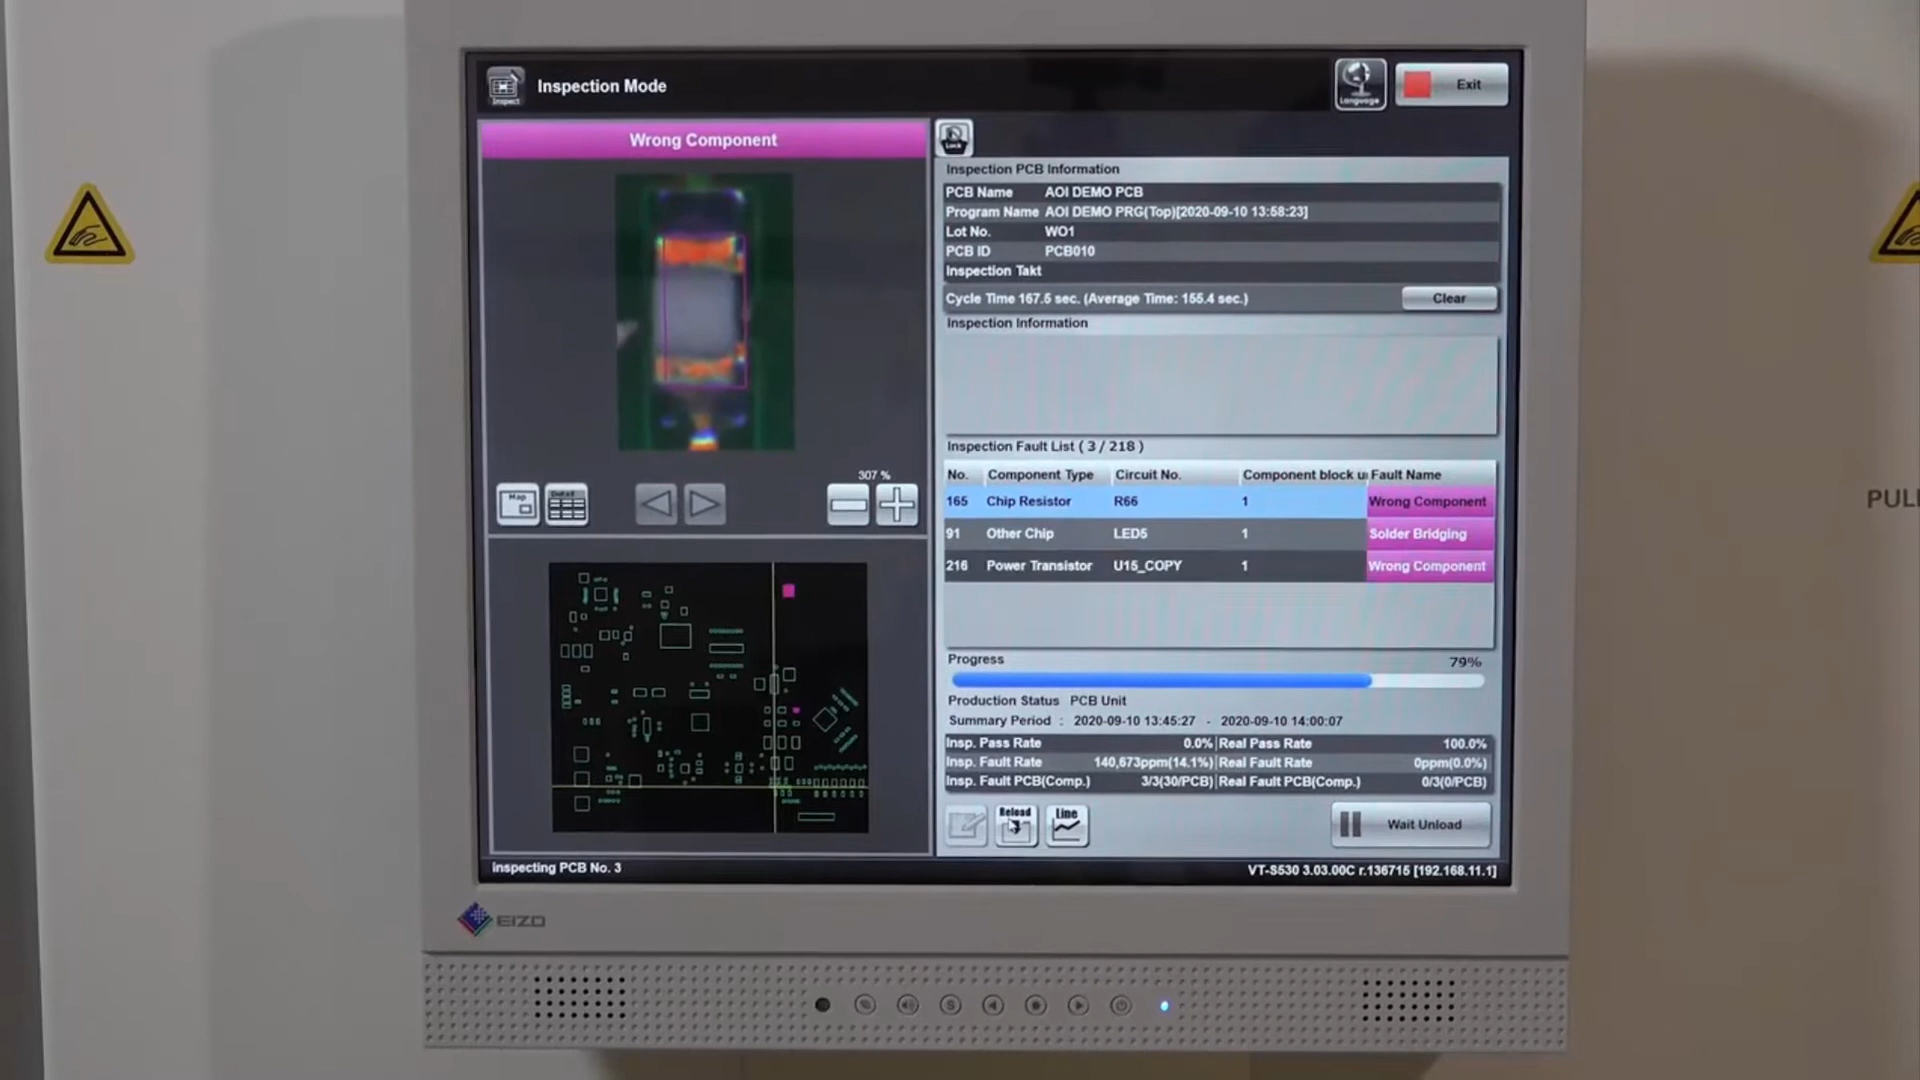 Inspect
Inspection Mode
Language
Exit
Wrong Component
307 %
Map
Detail
Lock
Inspection PCB Information
PCB Name AOI DEMO PCB
Program Name AOI DEMO PRG(Top)[2020-09-10 13:58:23]
Lot No. WO1
PCB ID PCB010
Inspection Takt
Cycle Time 167.5 sec. (Average Time: 155.4 sec.)
Clear
Inspection Information
Inspection Fault List ( 3 / 218 )
No. Component Type Circuit No. Component block u Fault Name
165 Chip Resistor R66 1 Wrong Component
91 Other Chip LED5 1 Solder Bridging
216 Power Transistor U15_COPY 1 Wrong Component
Progress 79%
Production Status PCB Unit
Summary Period : 2020-09-10 13:45:27 - 2020-09-10 14:00:07
Insp. Pass Rate 0.0% Real Pass Rate 100.0%
Insp. Fault Rate 140,673ppm(14.1%) Real Fault Rate 0ppm(0.0%)
Insp. Fault PCB(Comp.) 3/3(30/PCB) Real Fault PCB(Comp.) 0/3(0/PCB)
Reload
Line
Wait Unload
inspecting PCB No. 3
VT-S530 3.03.00C r.136715 [192.168.11.1]
EIZO
S
PULL